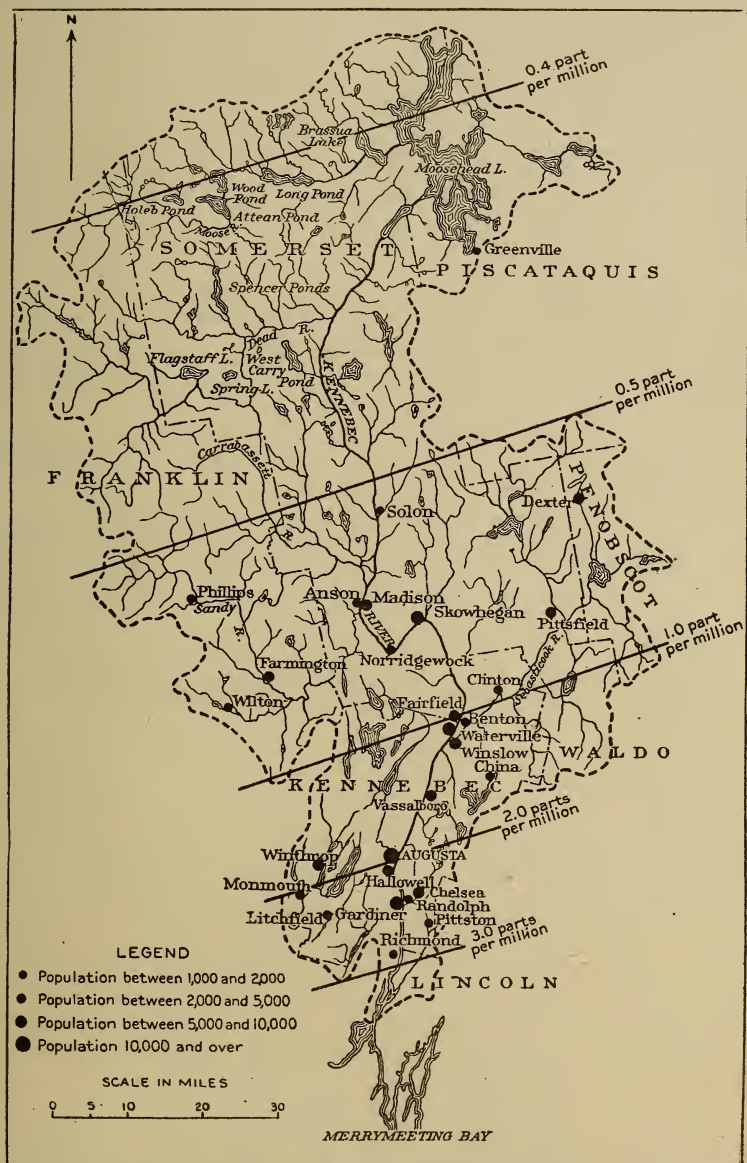 N
0.4 part
per million
Brassua
Lake
Moosehead L.
Wood
Pond
Long Pond
Holeb Pond
Attean Pond
Moose R.
SOMERSET
Greenville
PISCATAQUIS
Spencer Ponds
Dead
R.
Flagstaff L.
West
Carry
Pond
Spring L.
KENNEBEC
0.5 part
per million
Carrabassett
R.
FRANKLIN
Solon
Dexter
PENOBSCOT
Phillips
Sandy
R.
Anson
Madison
Skowhegan
RIVER
Norridgewock
Pittsfield
1.0 part
per million
Farmington
Wilton
Clinton
Sebasticook R.
Fairfield
Benton
Waterville
Winslow
WALDO
China
KENNEBEC
Vassalboro
2.0 parts
per million
Winthrop
AUGUSTA
Hallowell
Monmouth
Chelsea
Randolph
Litchfield
Gardiner
Pittston
3.0 parts
per million
Richmond
LINCOLN
LEGEND
Population between 1,000 and 2,000
Population between 2,000 and 5,000
Population between 5,000 and 10,000
Population 10,000 and over
SCALE IN MILES
0 5 10 20 30
MERRYMEETING BAY